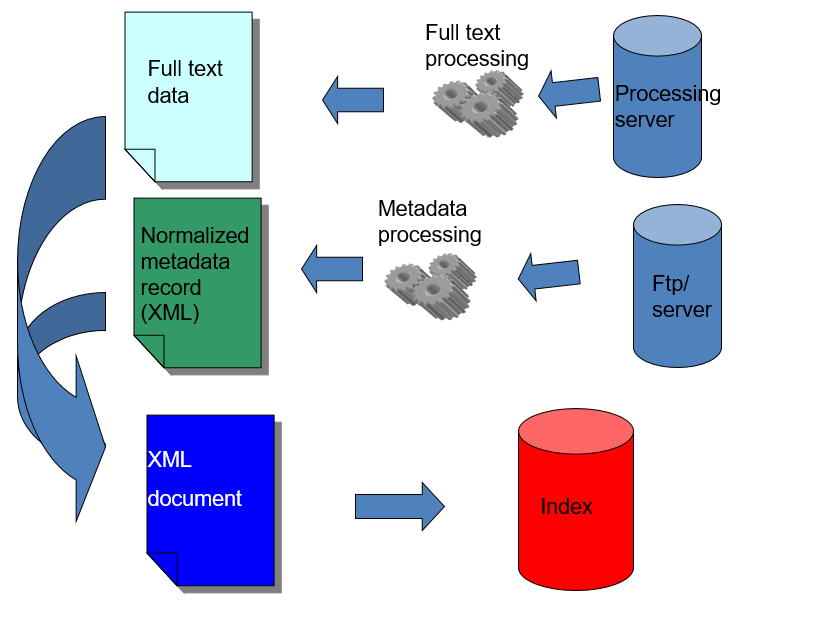 Full text
processing
Full text
data
Processing
server
Metadata
processing
Normalized
metadata
record
(XML)
Ftp/
server
XML
document
Index